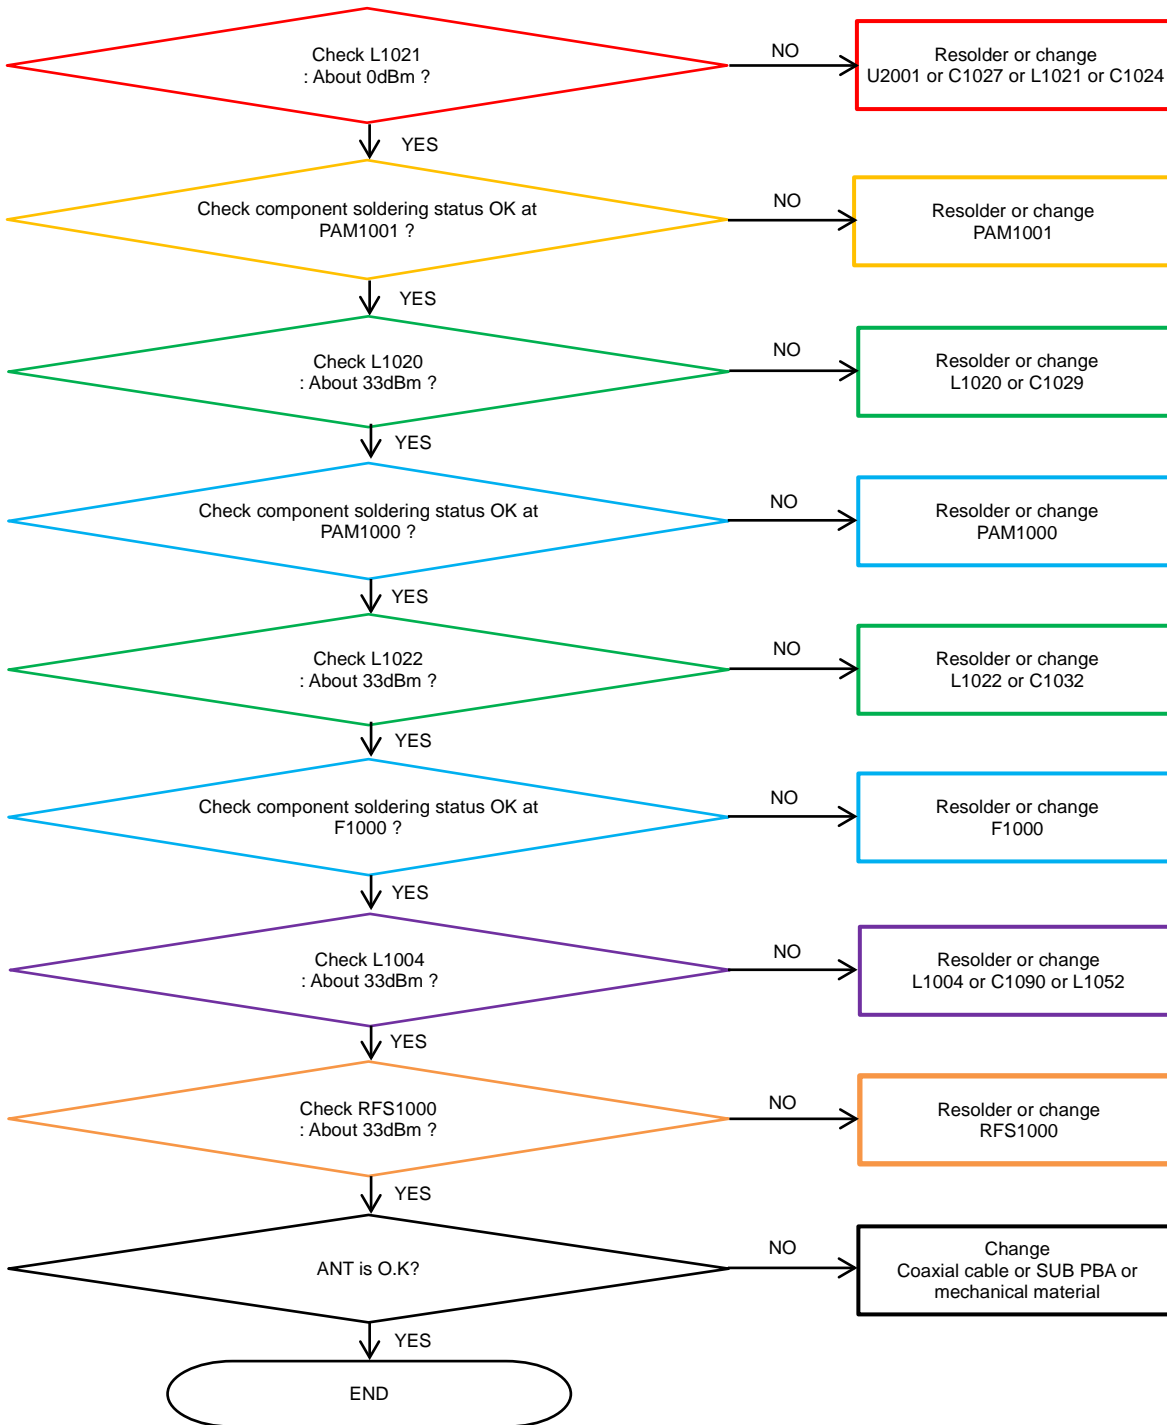 Check L1021
: About 0dBm ?
NO
Resolder or change
U2001 or C1027 or L1021 or C1024
YES
Check component soldering status OK at
PAM1001 ?
NO
Resolder or change
PAM1001
YES
Check L1020
: About 33dBm ?
NO
Resolder or change
L1020 or C1029
YES
Check component soldering status OK at
PAM1000 ?
NO
Resolder or change
PAM1000
YES
Check L1022
: About 33dBm ?
NO
Resolder or change
L1022 or C1032
YES
Check component soldering status OK at
F1000 ?
NO
Resolder or change
F1000
YES
Check L1004
: About 33dBm ?
NO
Resolder or change
L1004 or C1090 or L1052
YES
Check RFS1000
: About 33dBm ?
NO
Resolder or change
RFS1000
YES
ANT is O.K?
NO
Change
Coaxial cable or SUB PBA or
mechanical material
YES
END